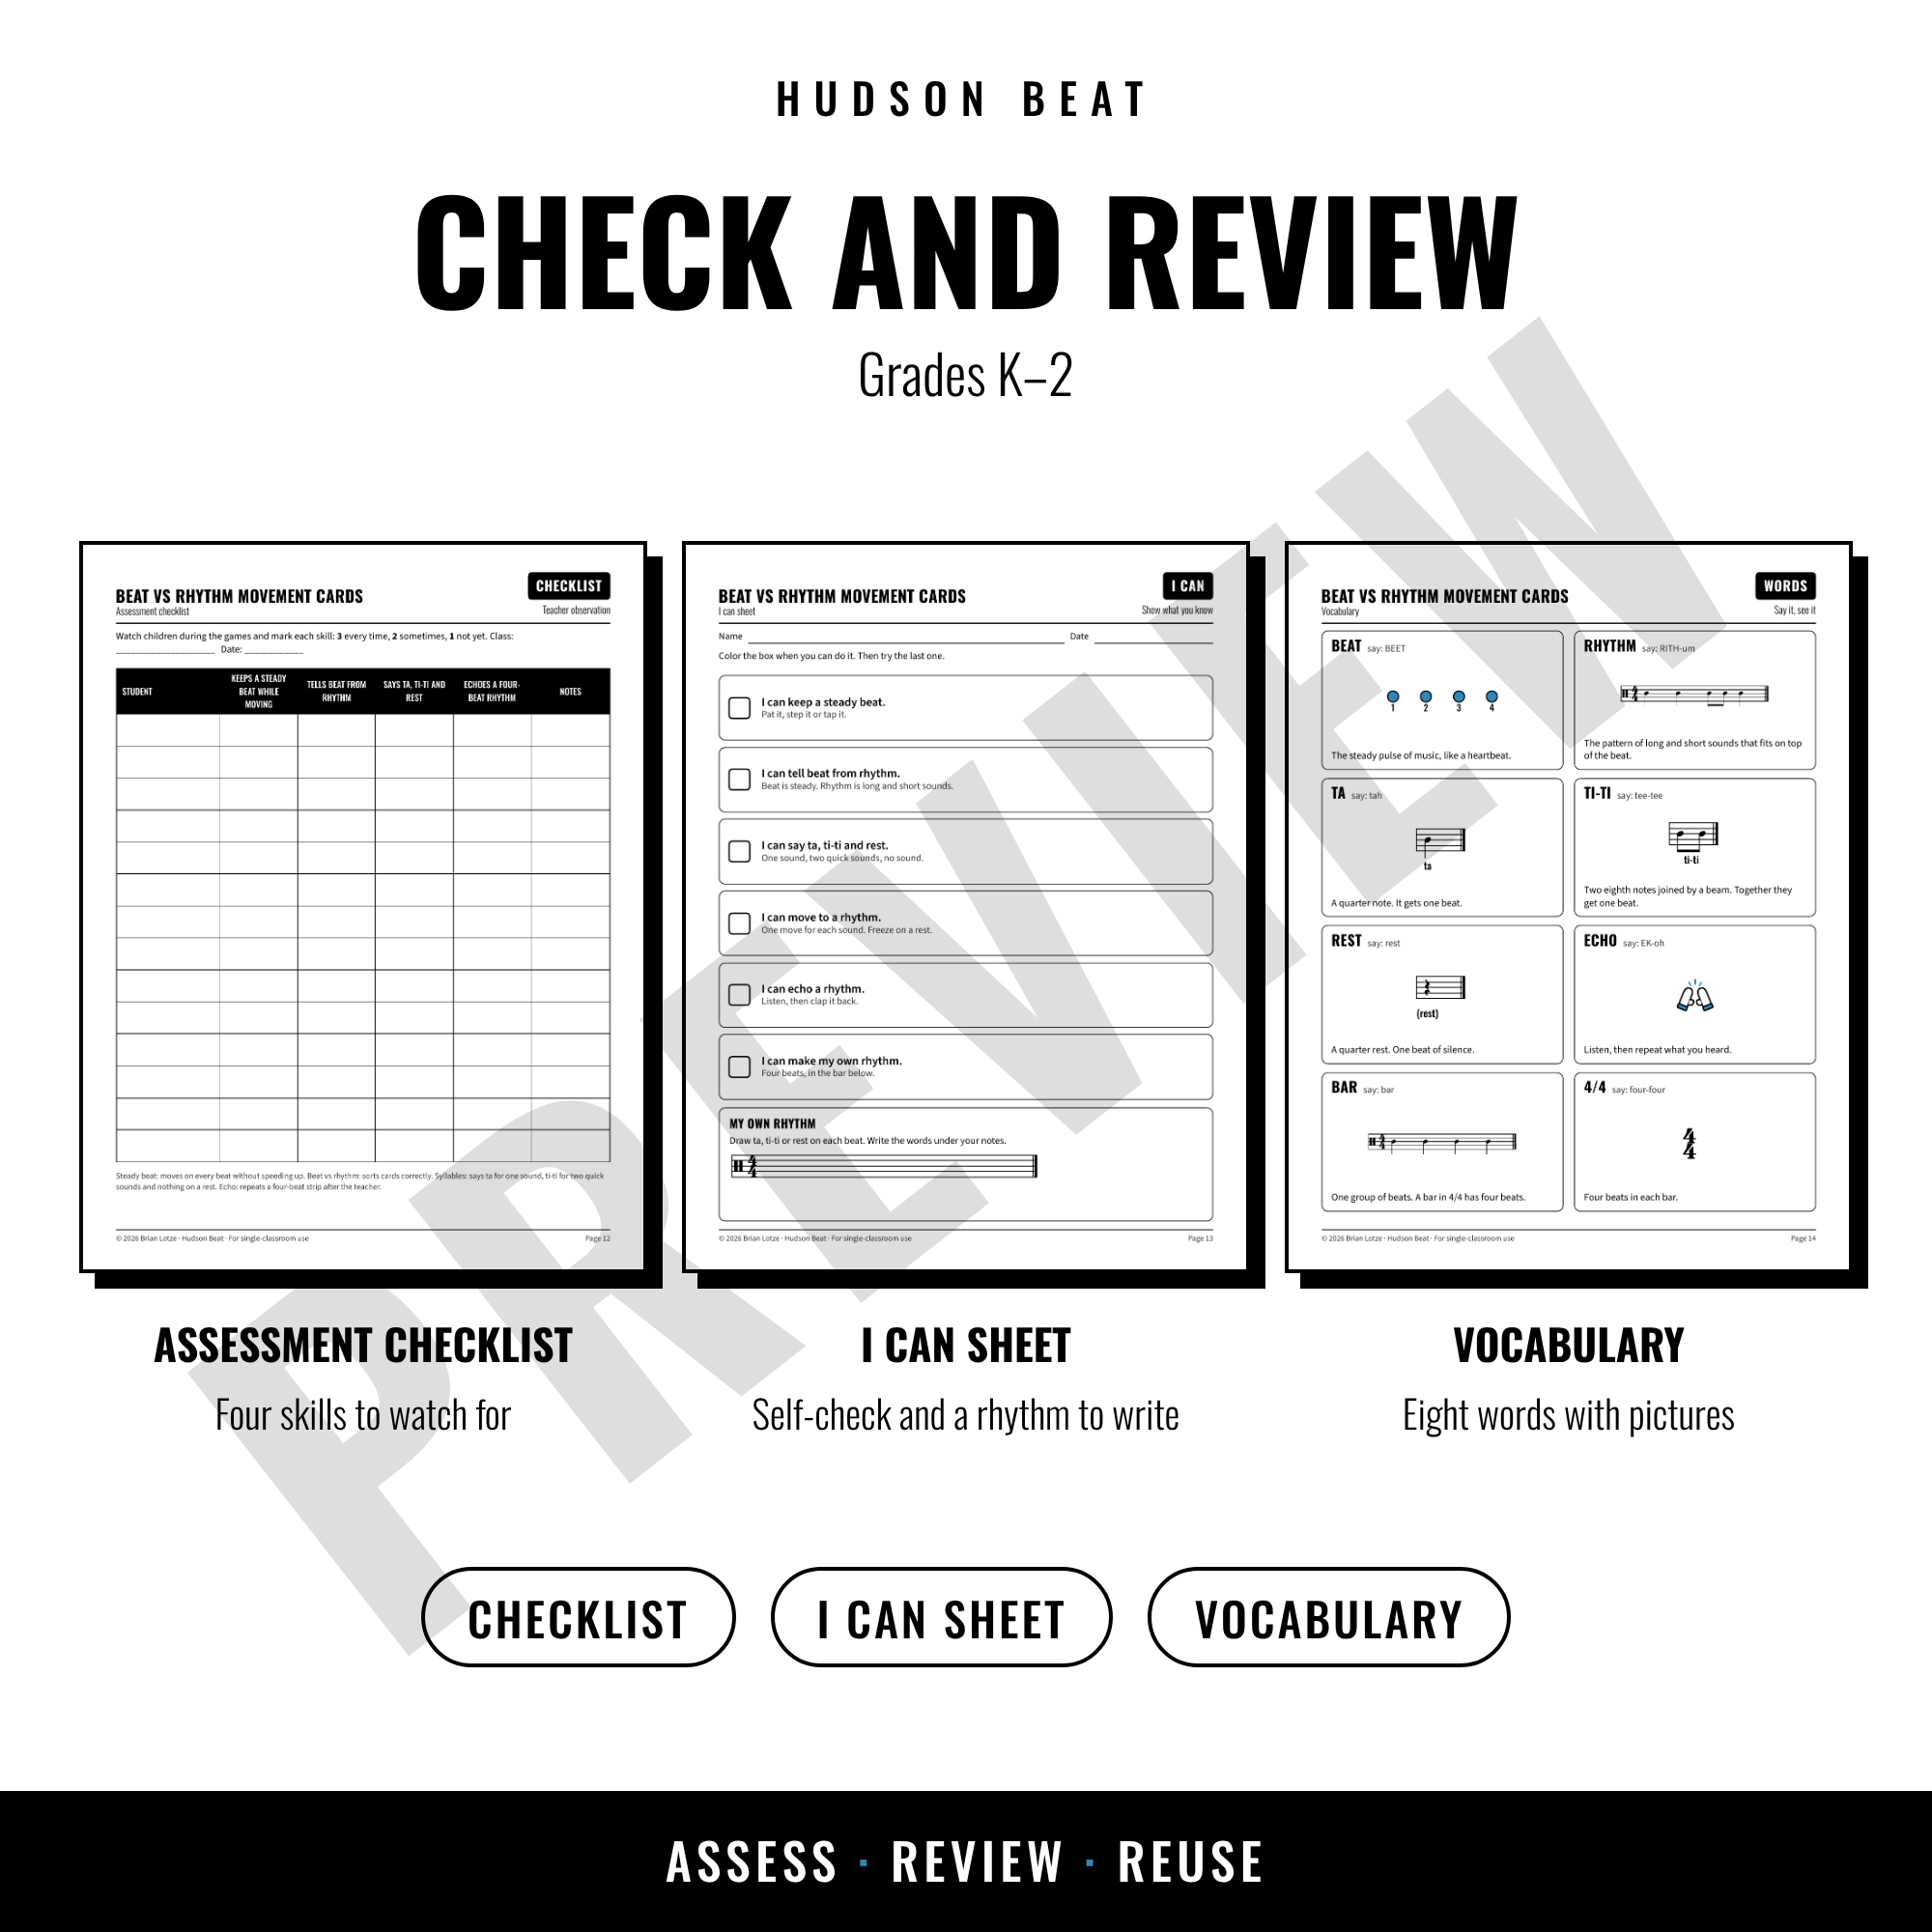 HUDSON BEAT
CHECK AND REVIEW
Grades K–2
PREVIEW
CHECKLIST
BEAT VS RHYTHM MOVEMENT CARDS
Assessment checklist
Teacher observation
Watch children during the games and mark each skill: 3 every time, 2 sometimes, 1 not yet. Class:
____________________ Date: ____________
STUDENT
KEEPS A STEADY
BEAT WHILE
MOVING
TELLS BEAT FROM
RHYTHM
SAYS TA, TI-TI AND
REST
ECHOES A FOUR-
BEAT RHYTHM
NOTES
Steady beat: moves on every beat without speeding up. Beat vs rhythm: sorts cards correctly. Syllables: says ta for one sound, ti-ti for two quick
sounds and nothing on a rest. Echo: repeats a four-beat strip after the teacher.
© 2026 Brian Lotze · Hudson Beat · For single-classroom use
Page 12
I CAN
BEAT VS RHYTHM MOVEMENT CARDS
I can sheet
Show what you know
Name
Date
Color the box when you can do it. Then try the last one.
I can keep a steady beat.
Pat it, step it or tap it.
I can tell beat from rhythm.
Beat is steady. Rhythm is long and short sounds.
I can say ta, ti-ti and rest.
One sound, two quick sounds, no sound.
I can move to a rhythm.
One move for each sound. Freeze on a rest.
I can echo a rhythm.
Listen, then clap it back.
I can make my own rhythm.
Four beats, in the bar below.
MY OWN RHYTHM
Draw ta, ti-ti or rest on each beat. Write the words under your notes.
4
4
© 2026 Brian Lotze · Hudson Beat · For single-classroom use
Page 13
WORDS
BEAT VS RHYTHM MOVEMENT CARDS
Vocabulary
Say it, see it
BEAT say: BEET
1 2 3 4
The steady pulse of music, like a heartbeat.
RHYTHM say: RITH-um
4
4
The pattern of long and short sounds that fits on top
of the beat.
TA say: tah
ta
A quarter note. It gets one beat.
TI-TI say: tee-tee
ti-ti
Two eighth notes joined by a beam. Together they
get one beat.
REST say: rest
(rest)
A quarter rest. One beat of silence.
ECHO say: EK-oh
Listen, then repeat what you heard.
BAR say: bar
4
4
One group of beats. A bar in 4/4 has four beats.
4/4 say: four-four
4
4
Four beats in each bar.
© 2026 Brian Lotze · Hudson Beat · For single-classroom use
Page 14
ASSESSMENT CHECKLIST
Four skills to watch for
I CAN SHEET
Self-check and a rhythm to write
VOCABULARY
Eight words with pictures
CHECKLIST
I CAN SHEET
VOCABULARY
ASSESS · REVIEW · REUSE